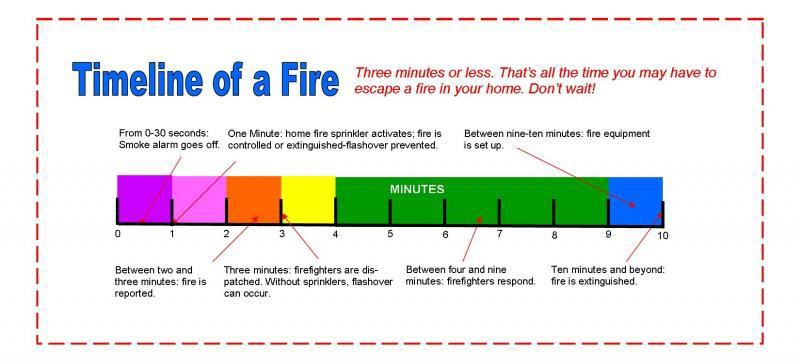 Timeline of a Fire
Three minutes or less. That's all the time you may have to
escape a fire in your home. Don't wait!
From 0-30 seconds:
Smoke alarm goes off.
One Minute: home fire sprinkler activates; fire is
controlled or extinguished-flashover prevented.
Between nine-ten minutes: fire equipment
is set up.
MINUTES
0 1 2 3 4 5 6 7 8 9 10
Between two and
three minutes: fire is
reported.
Three minutes: firefighters are dis-
patched. Without sprinklers, flashover
can occur.
Between four and nine
minutes: firefighters respond.
Ten minutes and beyond:
fire is extinguished.